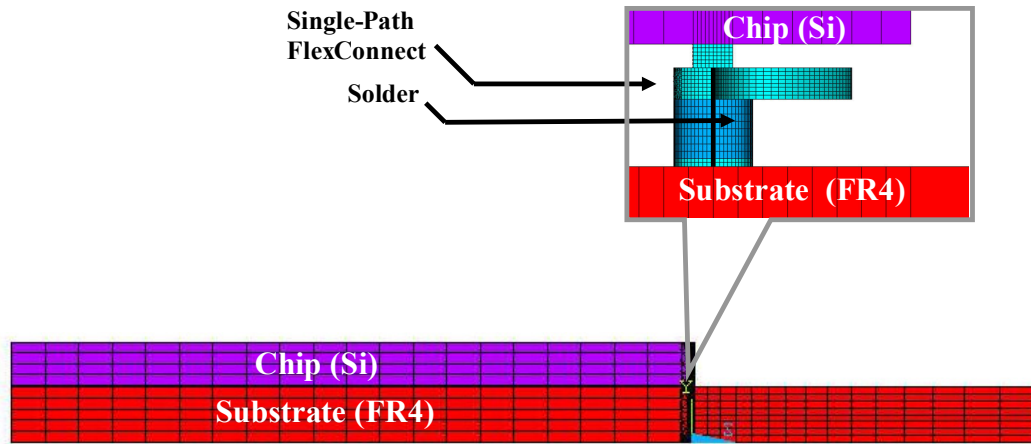 Single-Path
FlexConnect
Solder
Chip (Si)
Substrate (FR4)
Chip (Si)
Substrate (FR4)
Y